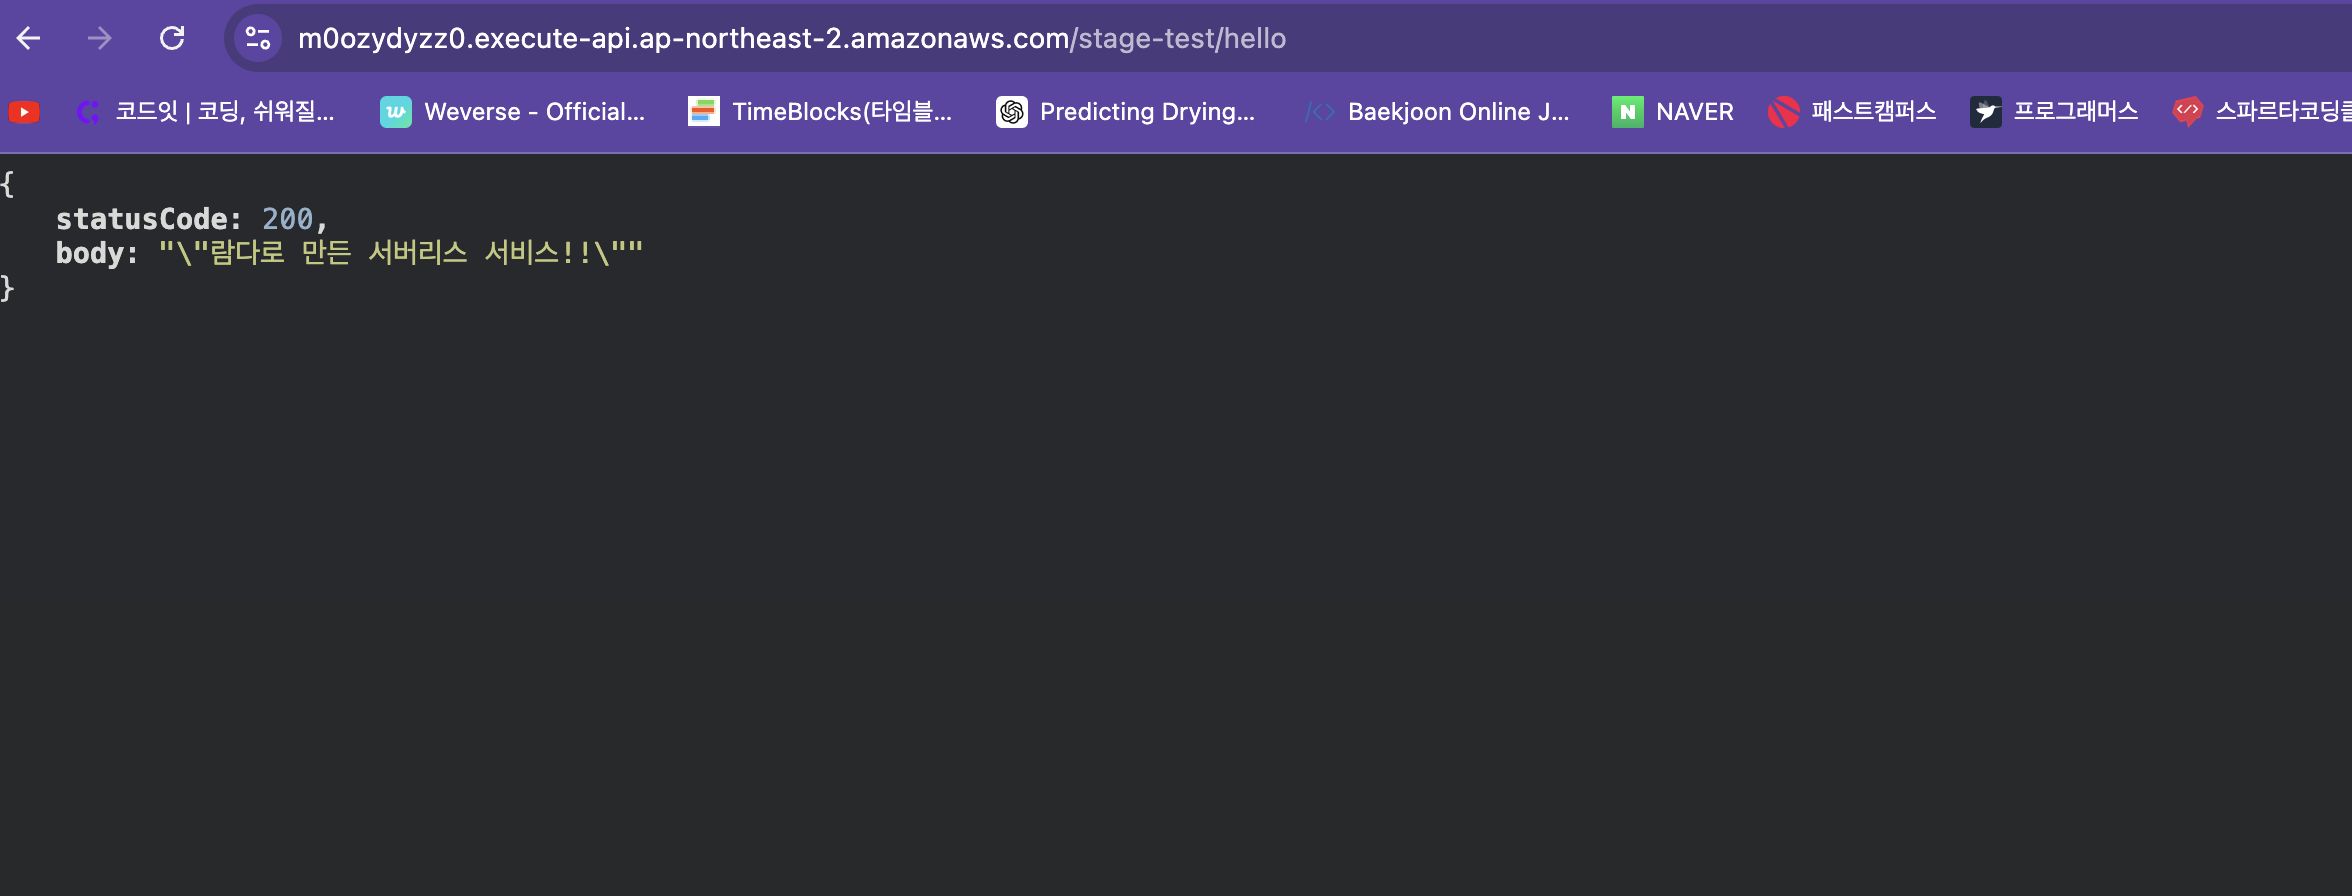 m0ozydyzz0.execute-api.ap-northeast-2.amazonaws.com/stage-test/hello
코드잇 | 코딩, 쉬워질... Weverse - Official... TimeBlocks(타임블... Predicting Drying... Baekjoon Online J... NAVER 패스트캠퍼스 프로그래머스 스파르타코딩클
{
statusCode: 200,
body: "\"람다로 만든 서버리스 서비스!!\""
}